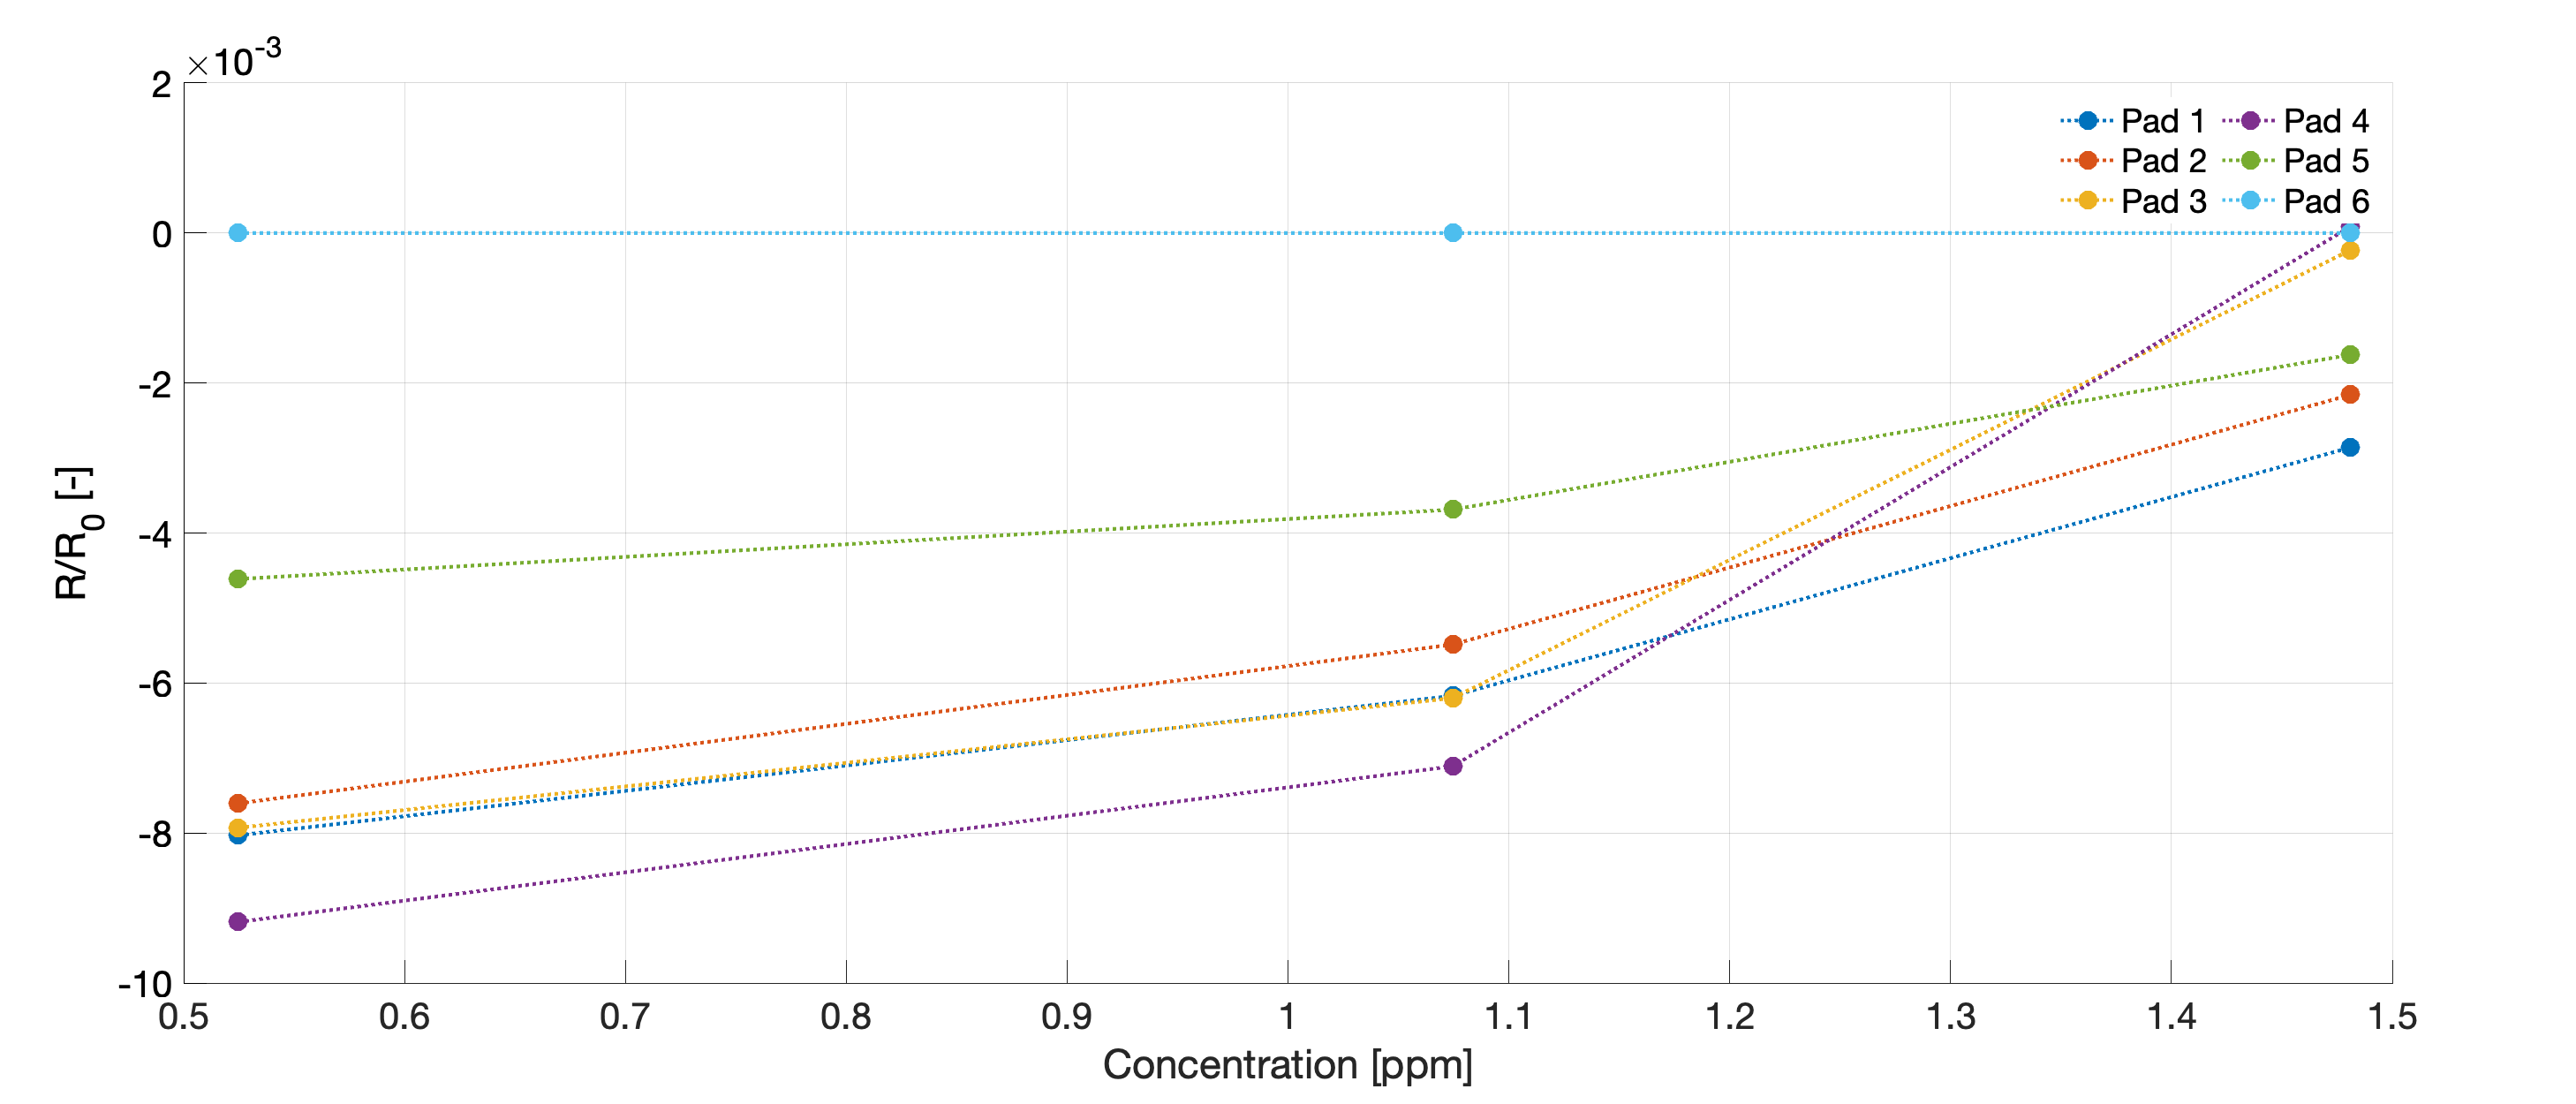 ×10-3
2
0
-2
-4
-6
-8
-10
R/R0 [-]
Pad 1 Pad 4
Pad 2 Pad 5
Pad 3 Pad 6
0.5 0.6 0.7 0.8 0.9 1 1.1 1.2 1.3 1.4 1.5
Concentration [ppm]